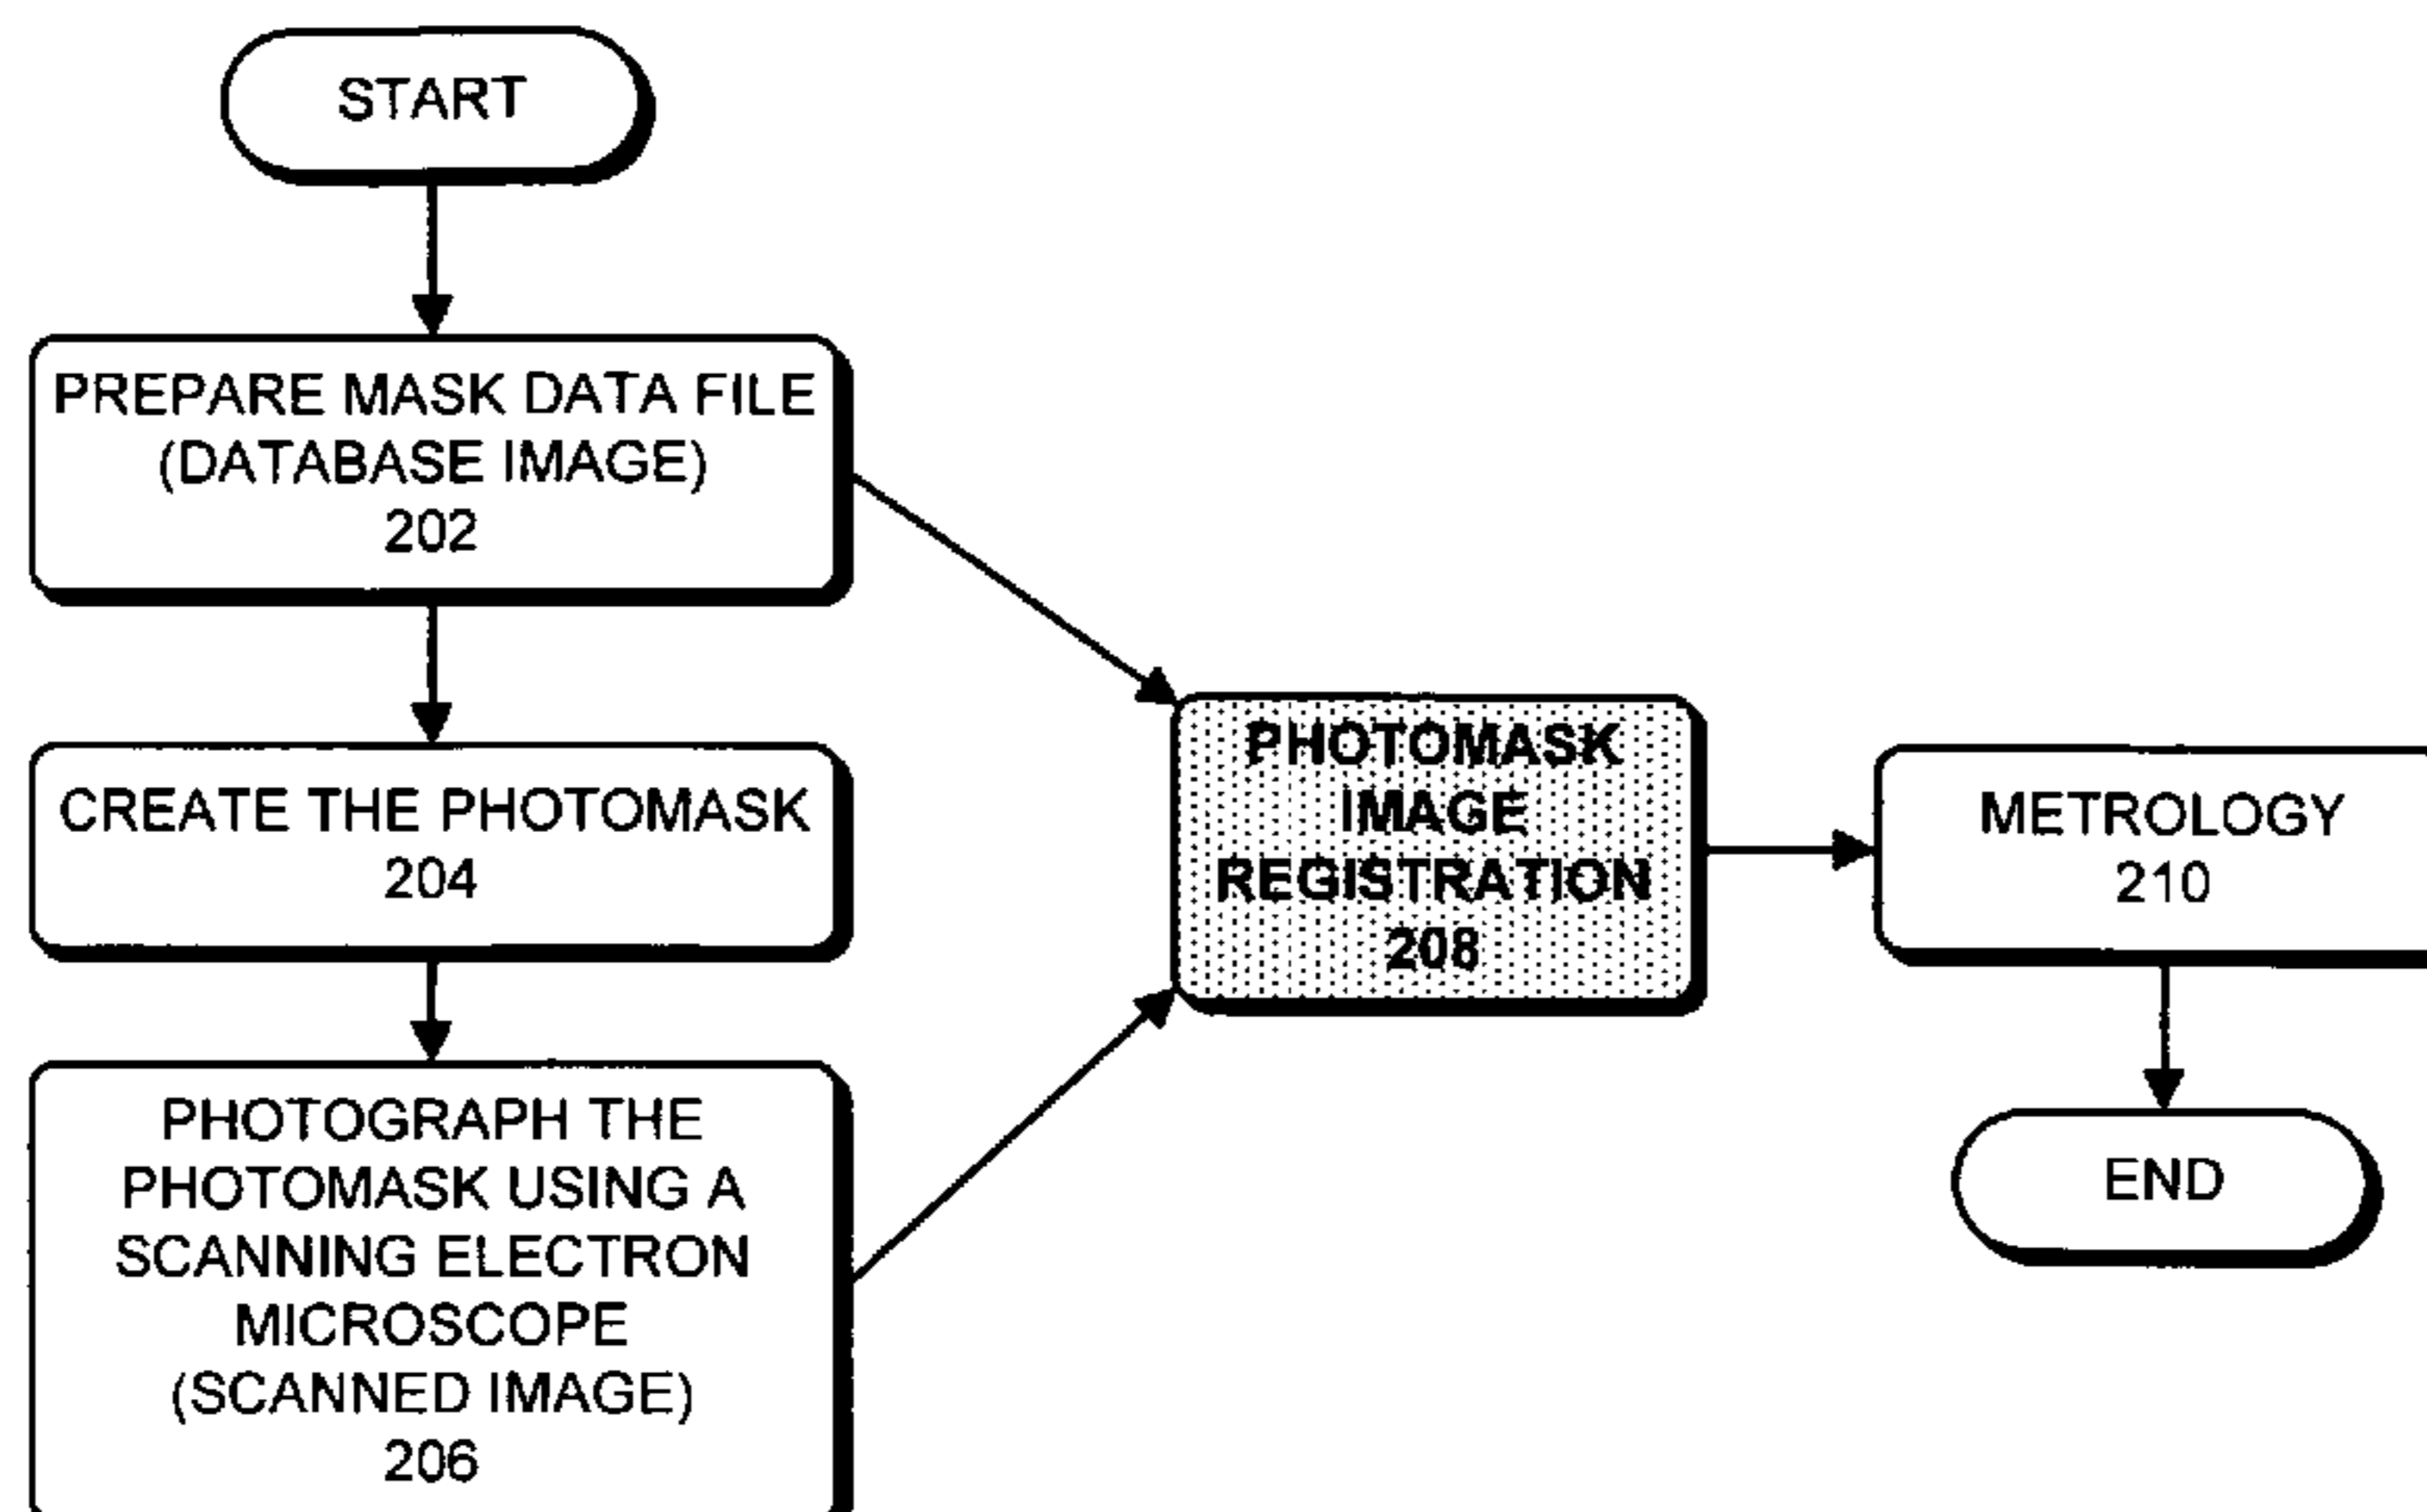 START
PREPARE MASK DATA FILE
(DATABASE IMAGE)
202
CREATE THE PHOTOMASK
204
PHOTOGRAPH THE
PHOTOMASK USING A
SCANNING ELECTRON
MICROSCOPE
(SCANNED IMAGE)
206
PHOTOMASK
IMAGE
REGISTRATION
208
METROLOGY
210
END